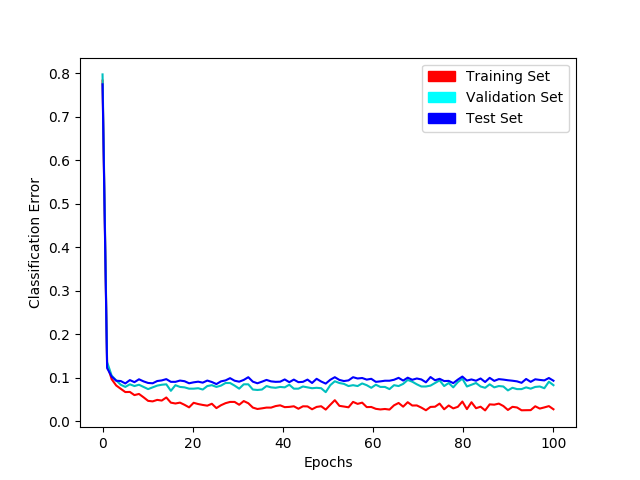 Training Set
Validation Set
Test Set
0.8
0.7
0.6
0.5
0.4
0.3
0.2
0.1
0.0
Classification Error
0 20 40 60 80 100
Epochs